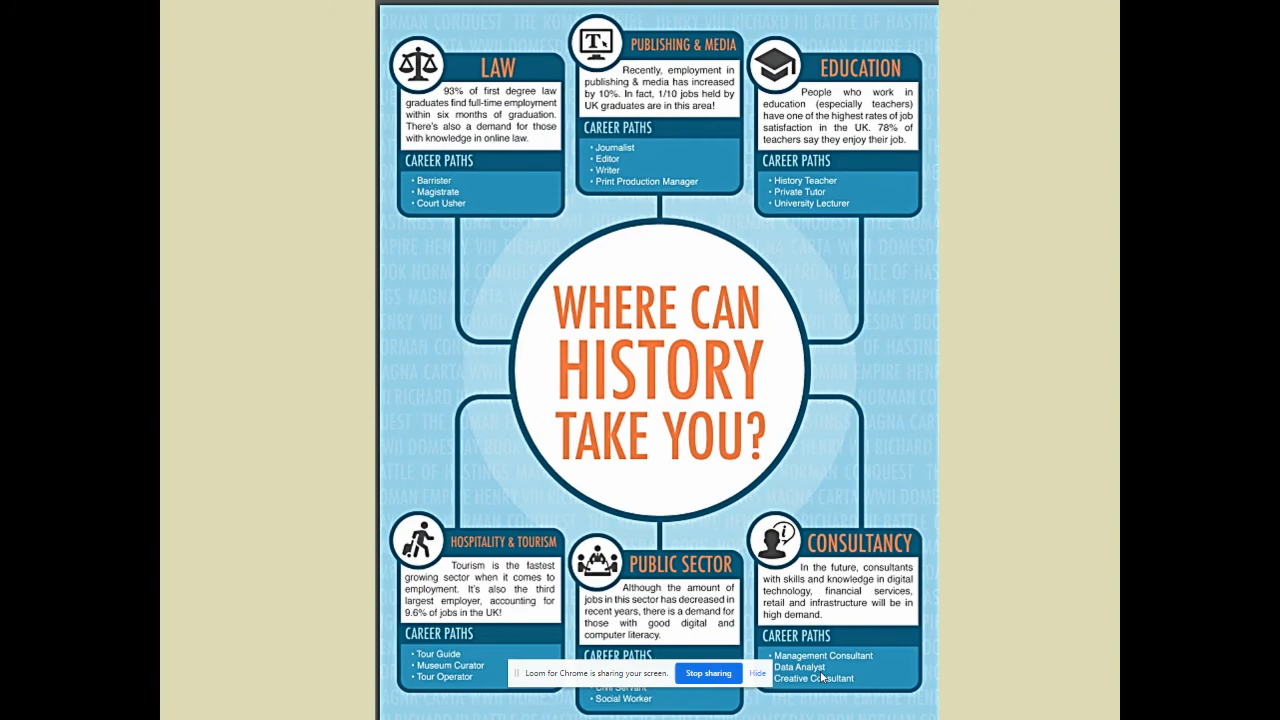 LAW
93% of first degree law
graduates find full-time employment
within six months of graduation.
There's also a demand for those
with knowledge in online law.
CAREER PATHS
• Barrister
• Magistrate
• Court Usher
PUBLISHING & MEDIA
Recently, employment in
publishing & media has increased
by 10%. In fact, 1/10 jobs held by
UK graduates are in this area!
CAREER PATHS
• Journalist
• Editor
• Writer
• Print Production Manager
EDUCATION
People who work in
education (especially teachers)
have one of the highest rates of job
satisfaction in the UK. 78% of
teachers say they enjoy their job.
CAREER PATHS
• History Teacher
• Private Tutor
• University Lecturer
WHERE CAN
HISTORY
TAKE YOU?
HOSPITALITY & TOURISM
Tourism is the fastest
growing sector when it comes to
employment. It's also the third
largest employer, accounting for
9.6% of jobs in the UK!
CAREER PATHS
• Tour Guide
• Museum Curator
• Tour Operator
PUBLIC SECTOR
Although the amount of
jobs in this sector has decreased in
recent years, there is a demand for
those with good digital and
computer literacy.
CAREER PATHS
• Civil Servant
• Social Worker
CONSULTANCY
In the future, consultants
with skills and knowledge in digital
technology, financial services,
retail and infrastructure will be in
high demand.
CAREER PATHS
• Management Consultant
Data Analyst
Creative Consultant
Loom for Chrome is sharing your screen.
Stop sharing
Hide